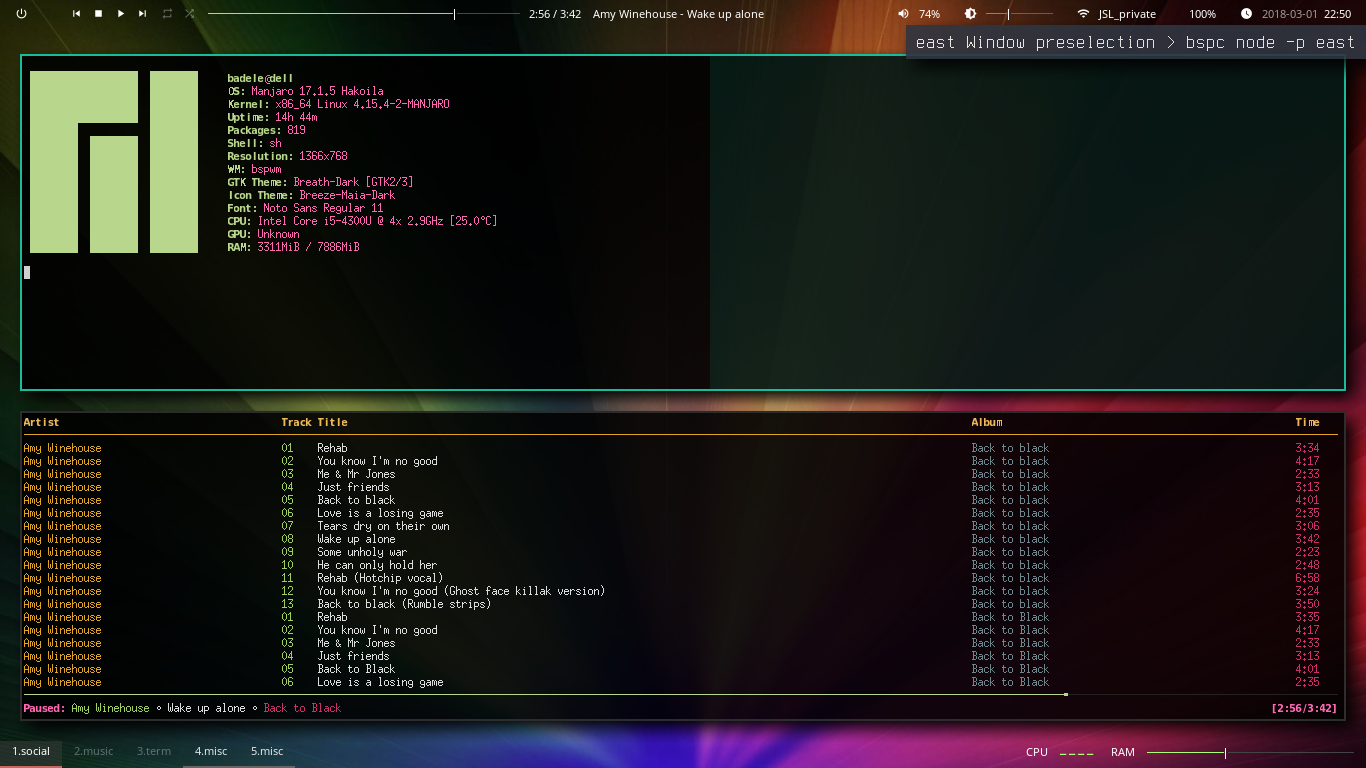 2:56 / 3:42 Amy Winehouse - Wake up alone 74% JSL_private 100% 2018-03-01 22:50
east Window preselection > bspc node -p east
badele@dell
OS: Manjaro 17.1.5 Hakoila
Kernel: x86_64 Linux 4.15.4-2-MANJARO
Uptime: 14h 44m
Packages: 819
Shell: sh
Resolution: 1366x768
WM: bspwm
GTK Theme: Breath-Dark [GTK2/3]
Icon Theme: Breeze-Maia-Dark
Font: Noto Sans Regular 11
CPU: Intel Core i5-4300U @ 4x 2.9GHz [25.0°C]
GPU: Unknown
RAM: 3311MiB / 7886MiB
Artist Track Title Album Time
Amy Winehouse 01 Rehab Back to black 3:34
Amy Winehouse 02 You know I'm no good Back to black 4:17
Amy Winehouse 03 Me & Mr Jones Back to black 2:33
Amy Winehouse 04 Just friends Back to black 3:13
Amy Winehouse 05 Back to black Back to black 4:01
Amy Winehouse 06 Love is a losing game Back to black 2:35
Amy Winehouse 07 Tears dry on their own Back to black 3:06
Amy Winehouse 08 Wake up alone Back to black 3:42
Amy Winehouse 09 Some unholy war Back to black 2:23
Amy Winehouse 10 He can only hold her Back to black 2:48
Amy Winehouse 11 Rehab (Hotchip vocal) Back to black 6:58
Amy Winehouse 12 You know I'm no good (Ghost face killak version) Back to black 3:24
Amy Winehouse 13 Back to black (Rumble strips) Back to black 3:50
Amy Winehouse 01 Rehab Back to Black 3:35
Amy Winehouse 02 You know I'm no good Back to Black 4:17
Amy Winehouse 03 Me & Mr Jones Back to Black 2:33
Amy Winehouse 04 Just friends Back to Black 3:13
Amy Winehouse 05 Back to Black Back to Black 4:01
Amy Winehouse 06 Love is a losing game Back to Black 2:35
Paused: Amy Winehouse ∘ Wake up alone ∘ Back to Black [2:56/3:42]
1.social 2.music 3.term 4.misc 5.misc CPU RAM